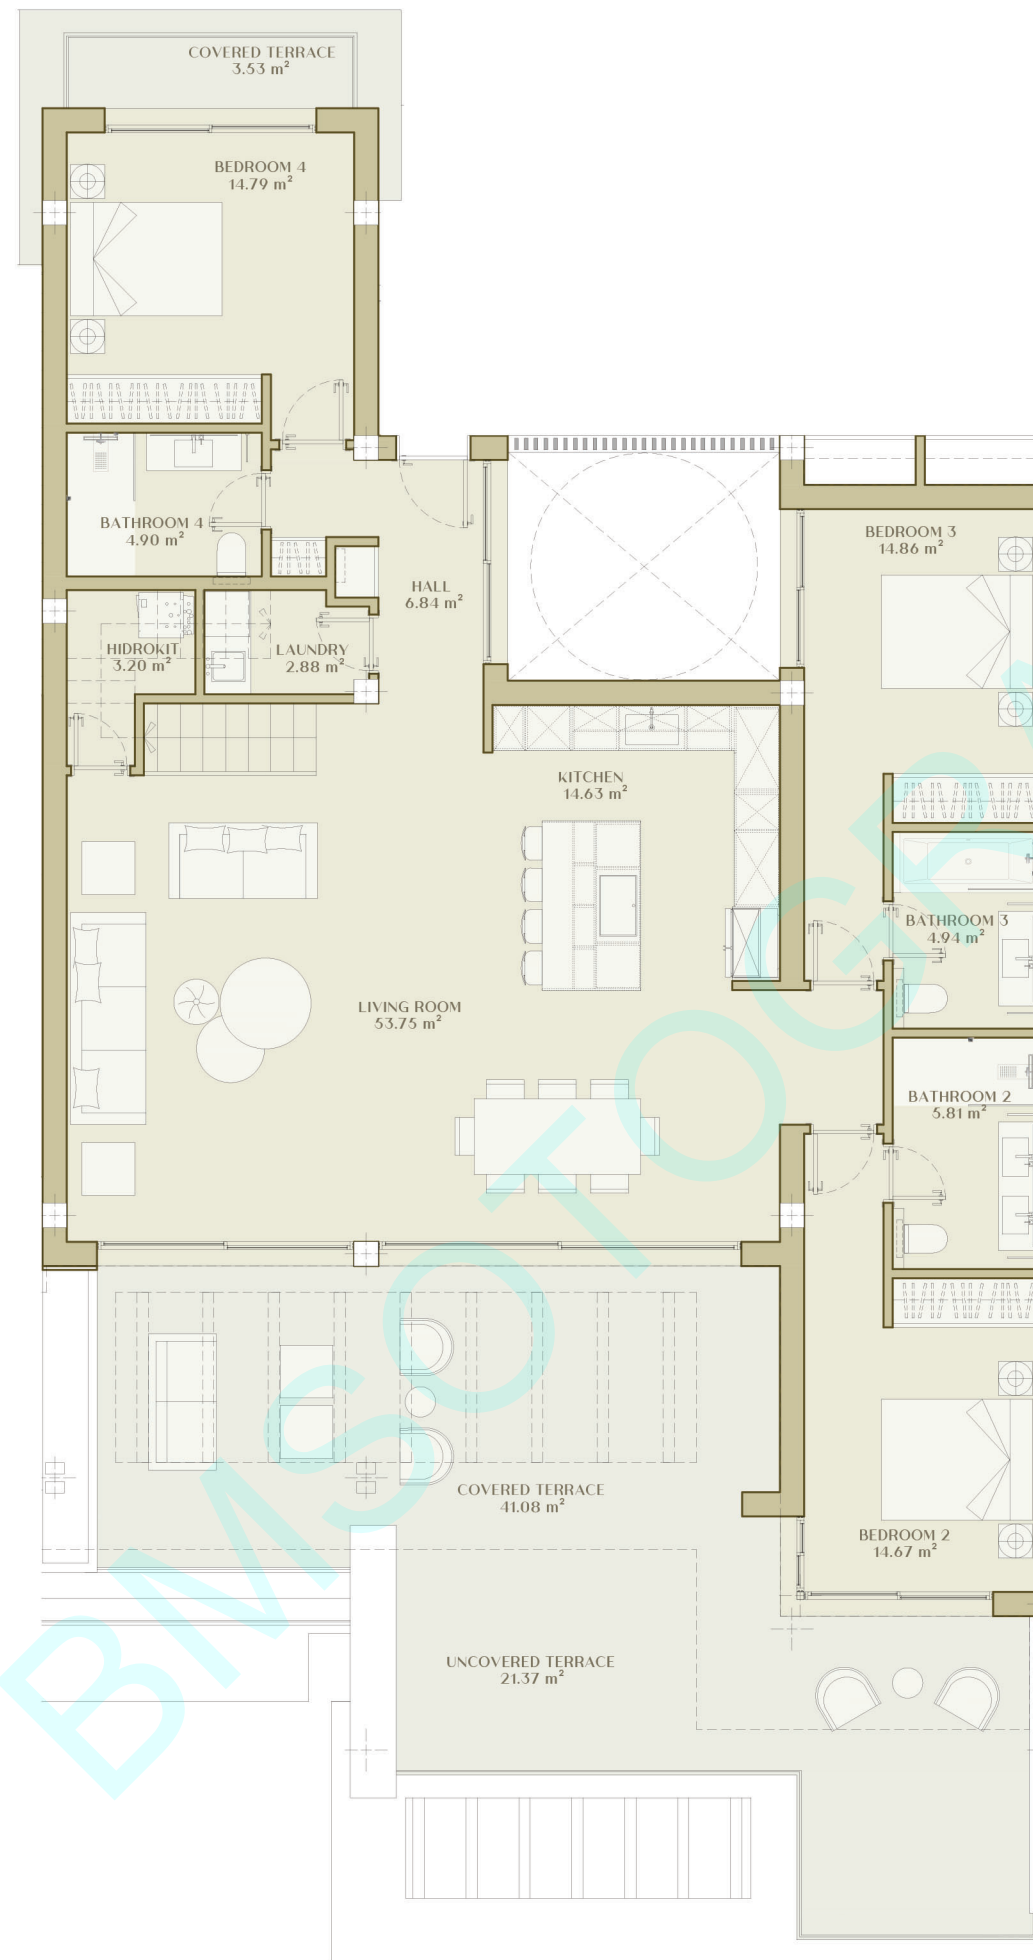 COVERED TERRACE
3.53 m²
BEDROOM 4
14.79 m²
BATHROOM 4
4.90 m²
HALL
6.84 m²
BEDROOM 3
14.86 m²
HIDROKIT
3.20 m²
LAUNDRY
2.88 m²
KITCHEN
14.63 m²
BATHROOM 3
4.94 m²
LIVING ROOM
53.75 m²
BATHROOM 2
5.81 m²
COVERED TERRACE
41.08 m²
BEDROOM 2
14.67 m²
UNCOVERED TERRACE
21.37 m²
BMSOTOGRA